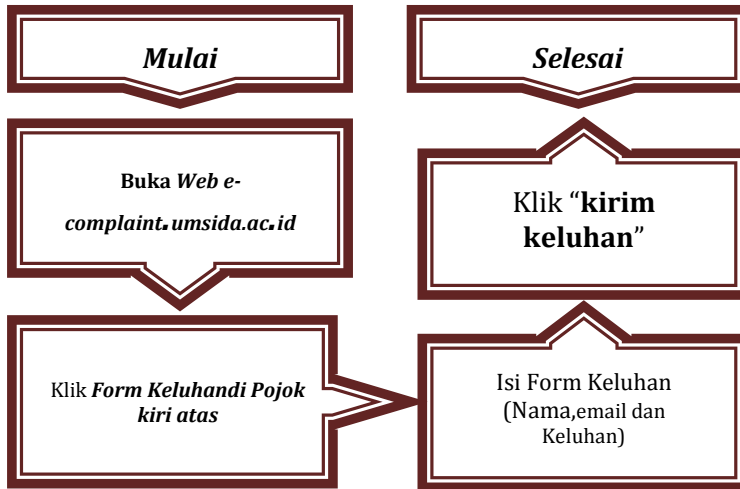 Mulai
Buka Web e-
complaint.umsida.ac.id
Klik Form Keluhandi Pojok
kiri atas
Isi Form Keluhan
(Nama,email dan
Keluhan)
Klik “kirim
keluhan”
Selesai